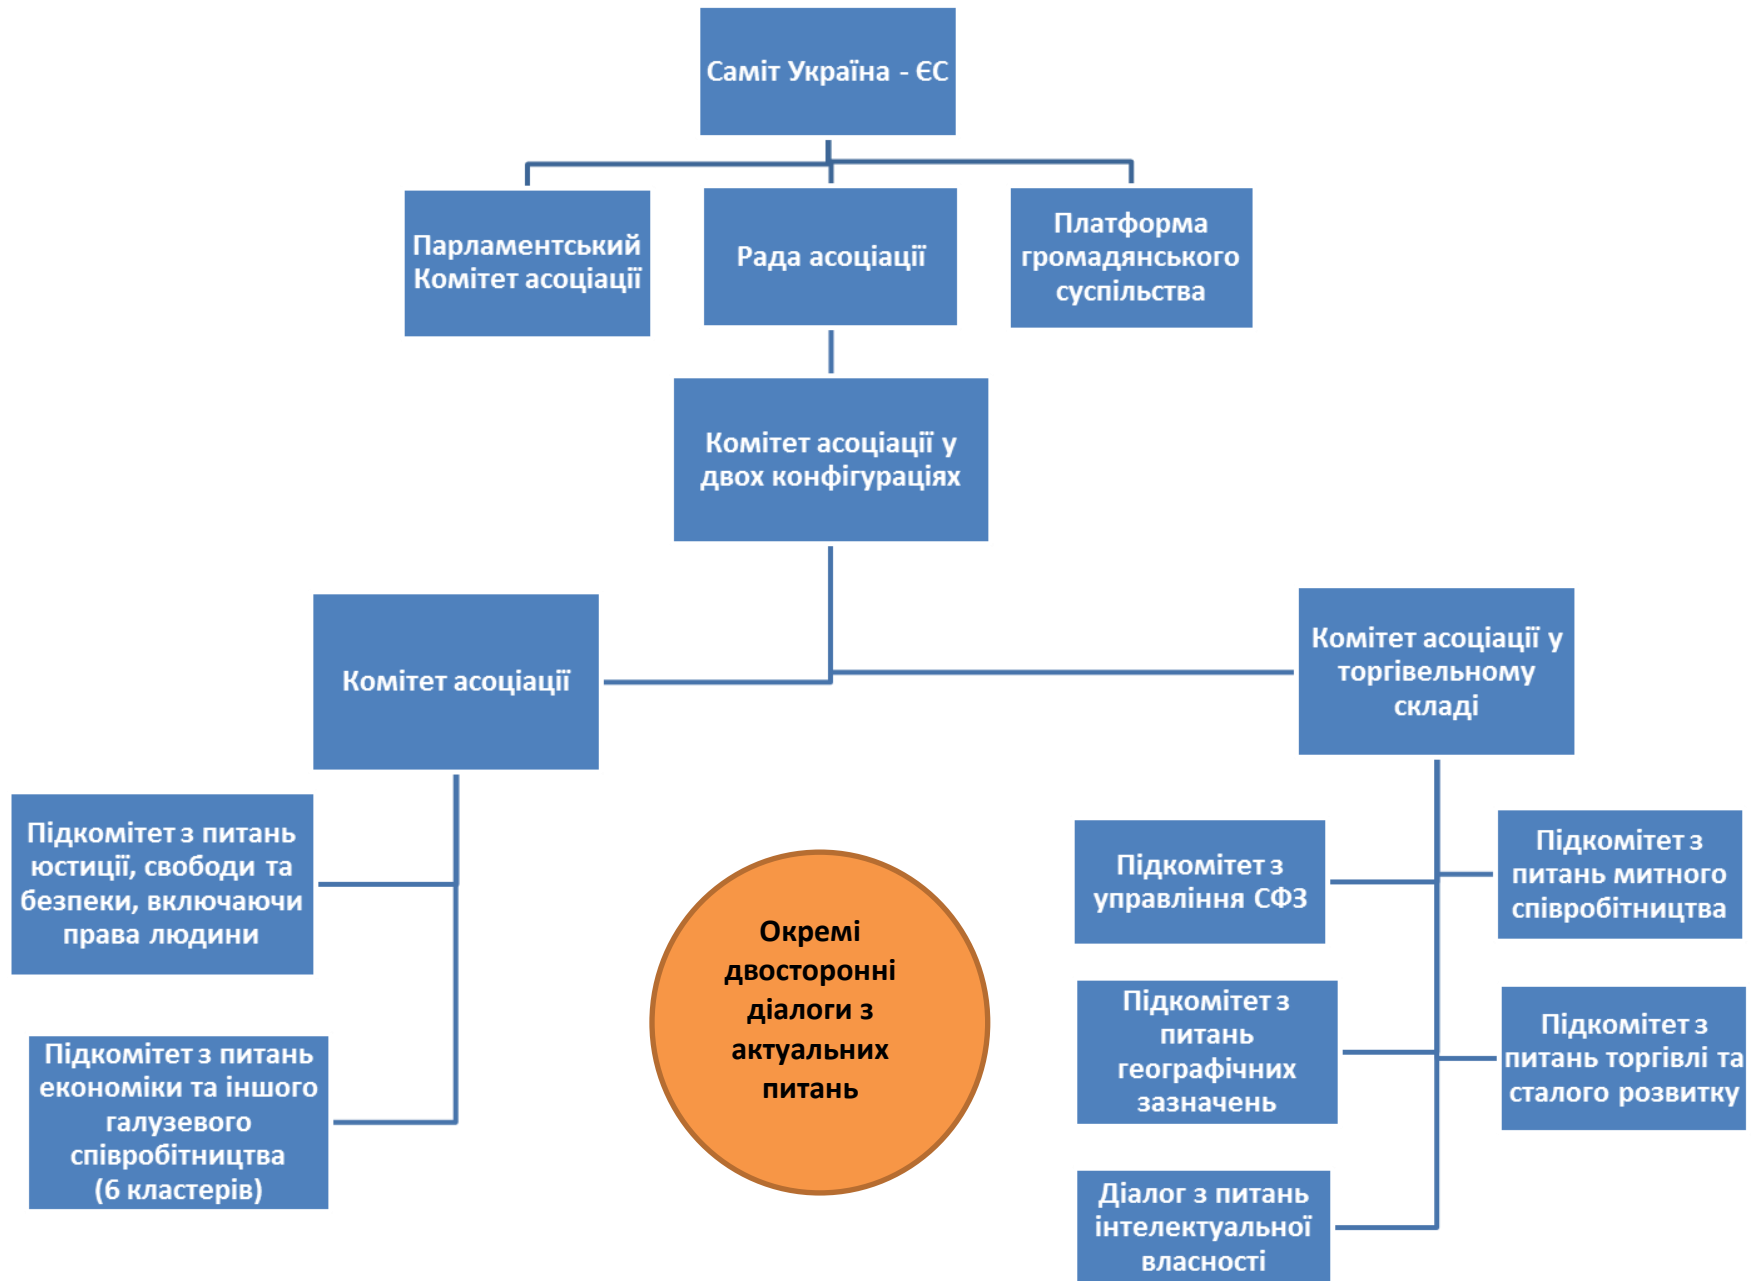 Саміт Україна - ЄС
Парламентський
Комітет асоціації
Рада асоціації
Платформа
громадянського
суспільства
Комітет асоціації у
двох конфігураціях
Комітет асоціації
Комітет асоціації у
торгівельному
складі
Підкомітет з питань
юстиції, свободи та
безпеки, включаючи
права людини
Підкомітет з питань
економіки та іншого
галузевого
співробітництва
(6 кластерів)
Окремі
двосторонні
діалоги з
актуальних
питань
Підкомітет з
управління СФЗ
Підкомітет з
питань митного
співробітництва
Підкомітет з
питань
географічних
зазначень
Підкомітет з
питань торгівлі та
сталого розвитку
Діалог з питань
інтелектуальної
власності